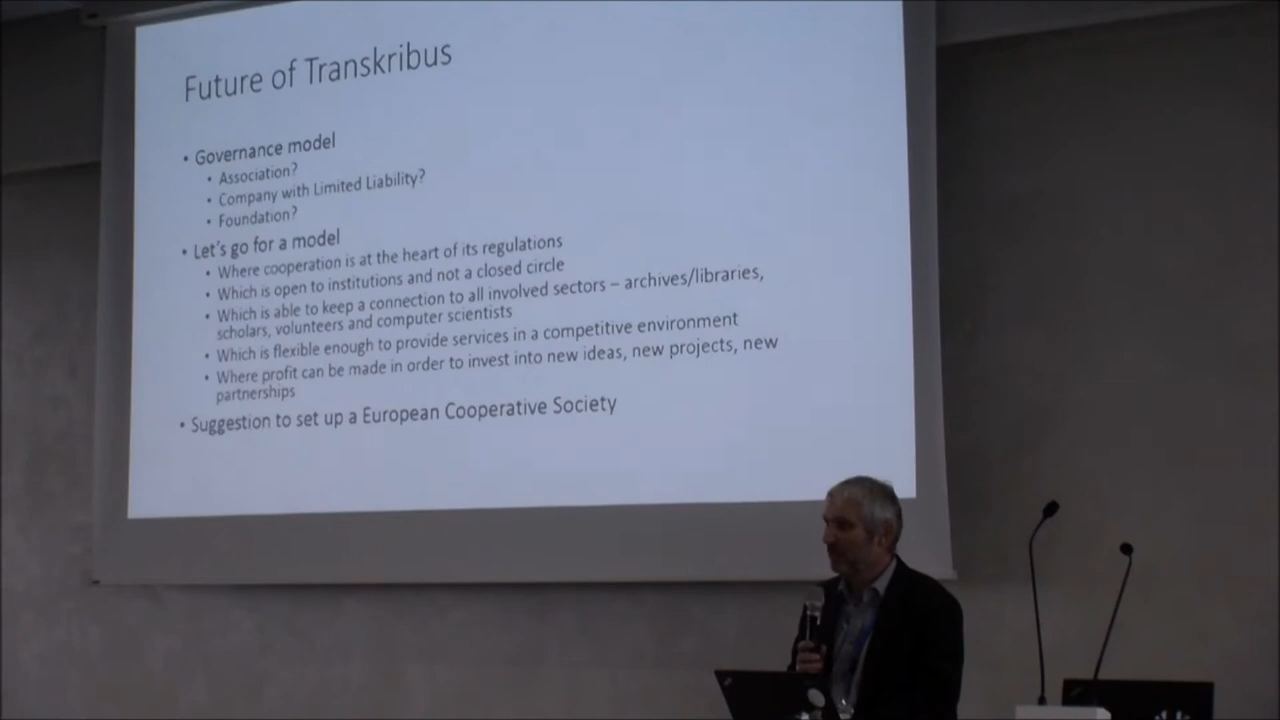 Future of Transkribus
• Governance model
• Association?
• Company with Limited Liability?
• Foundation?
• Let's go for a model
• Where cooperation is at the heart of its regulations
• Which is open to institutions and not a closed circle
• Which is able to keep a connection to all involved sectors – archives/libraries,
scholars, volunteers and computer scientists
• Which is flexible enough to provide services in a competitive environment
• Where profit can be made in order to invest into new ideas, new projects, new
partnerships
• Suggestion to set up a European Cooperative Society